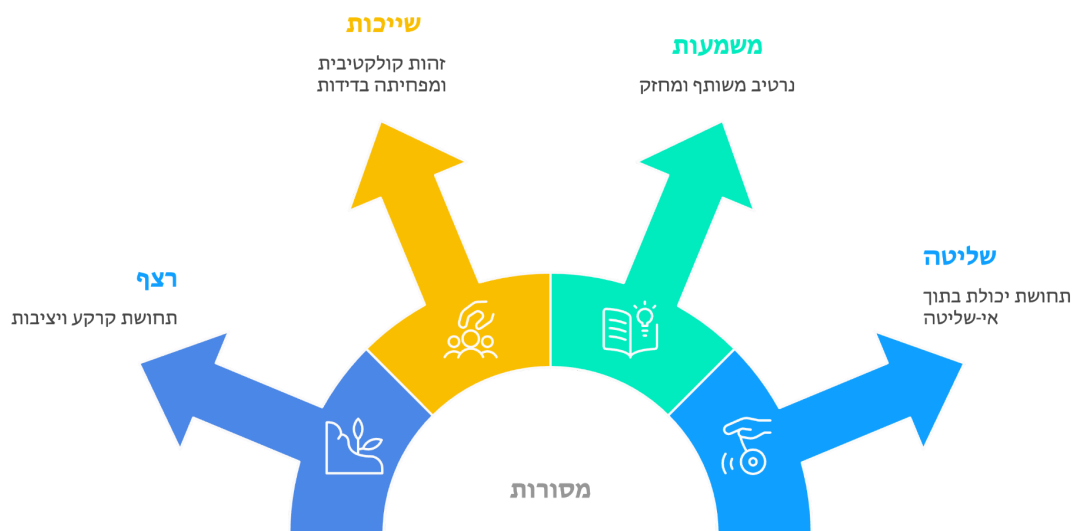 שייכות
זהות קולקטיבית
ומפחיתה בדידות
משמעות
נרטיב משותף ומחזק
שליטה
תחושת יכולת בתוך
אי-שליטה
רצף
תחושת קרקע ויציבות
מסורות